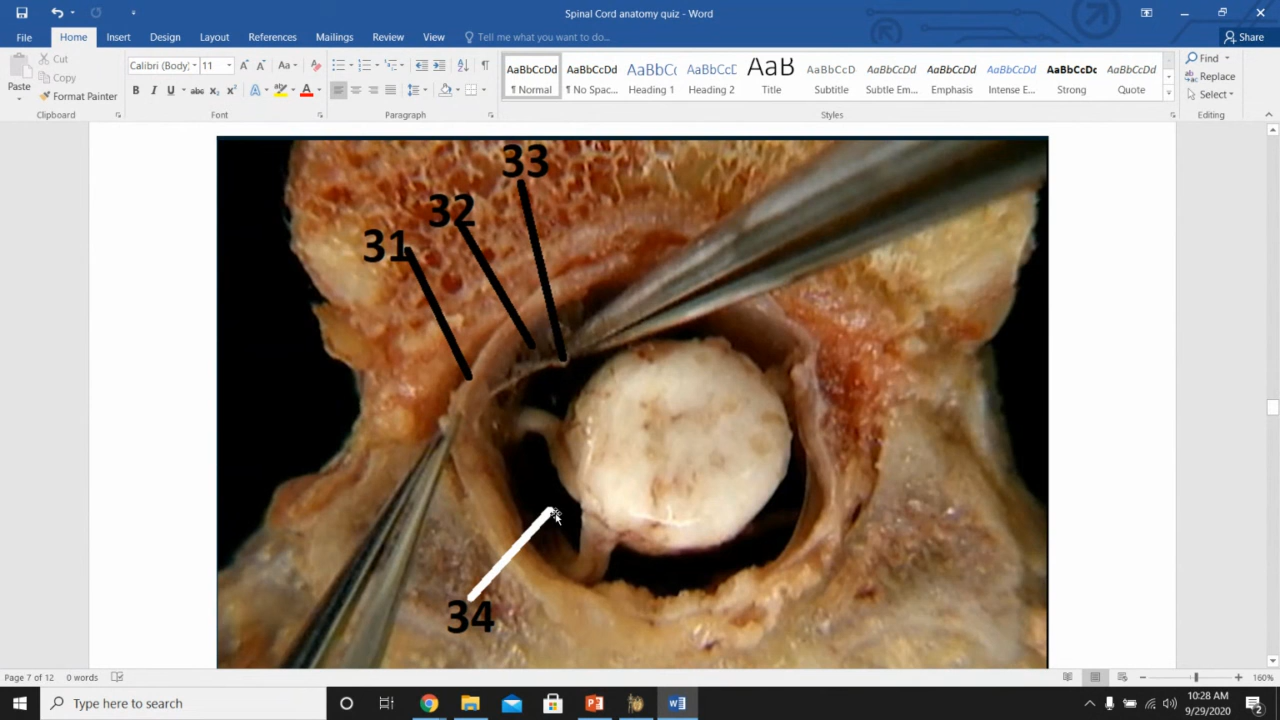 Spinal Cord anatomy quiz - Word
File Home Insert Design Layout References Mailings Review View Tell me what you want to do... Share
Paste
Cut
Copy
Format Painter
Clipboard
Calibri (Body) 11
Font
Paragraph
AaBbCcDd AaBbCcDd AaBbCc AaBbCcD AaB AaBbCcD AaBbCcDd AaBbCcDd AaBbCcDd AaBbCcDc AaBbCcDd
¶ Normal ¶ No Spac... Heading 1 Heading 2 Title Subtitle Subtle Em... Emphasis Intense E... Strong Quote
Styles
Find
Replace
Select
Editing
33
32
31
34
Page 7 of 12 0 words 160%
Type here to search
10:28 AM
9/29/2020
2